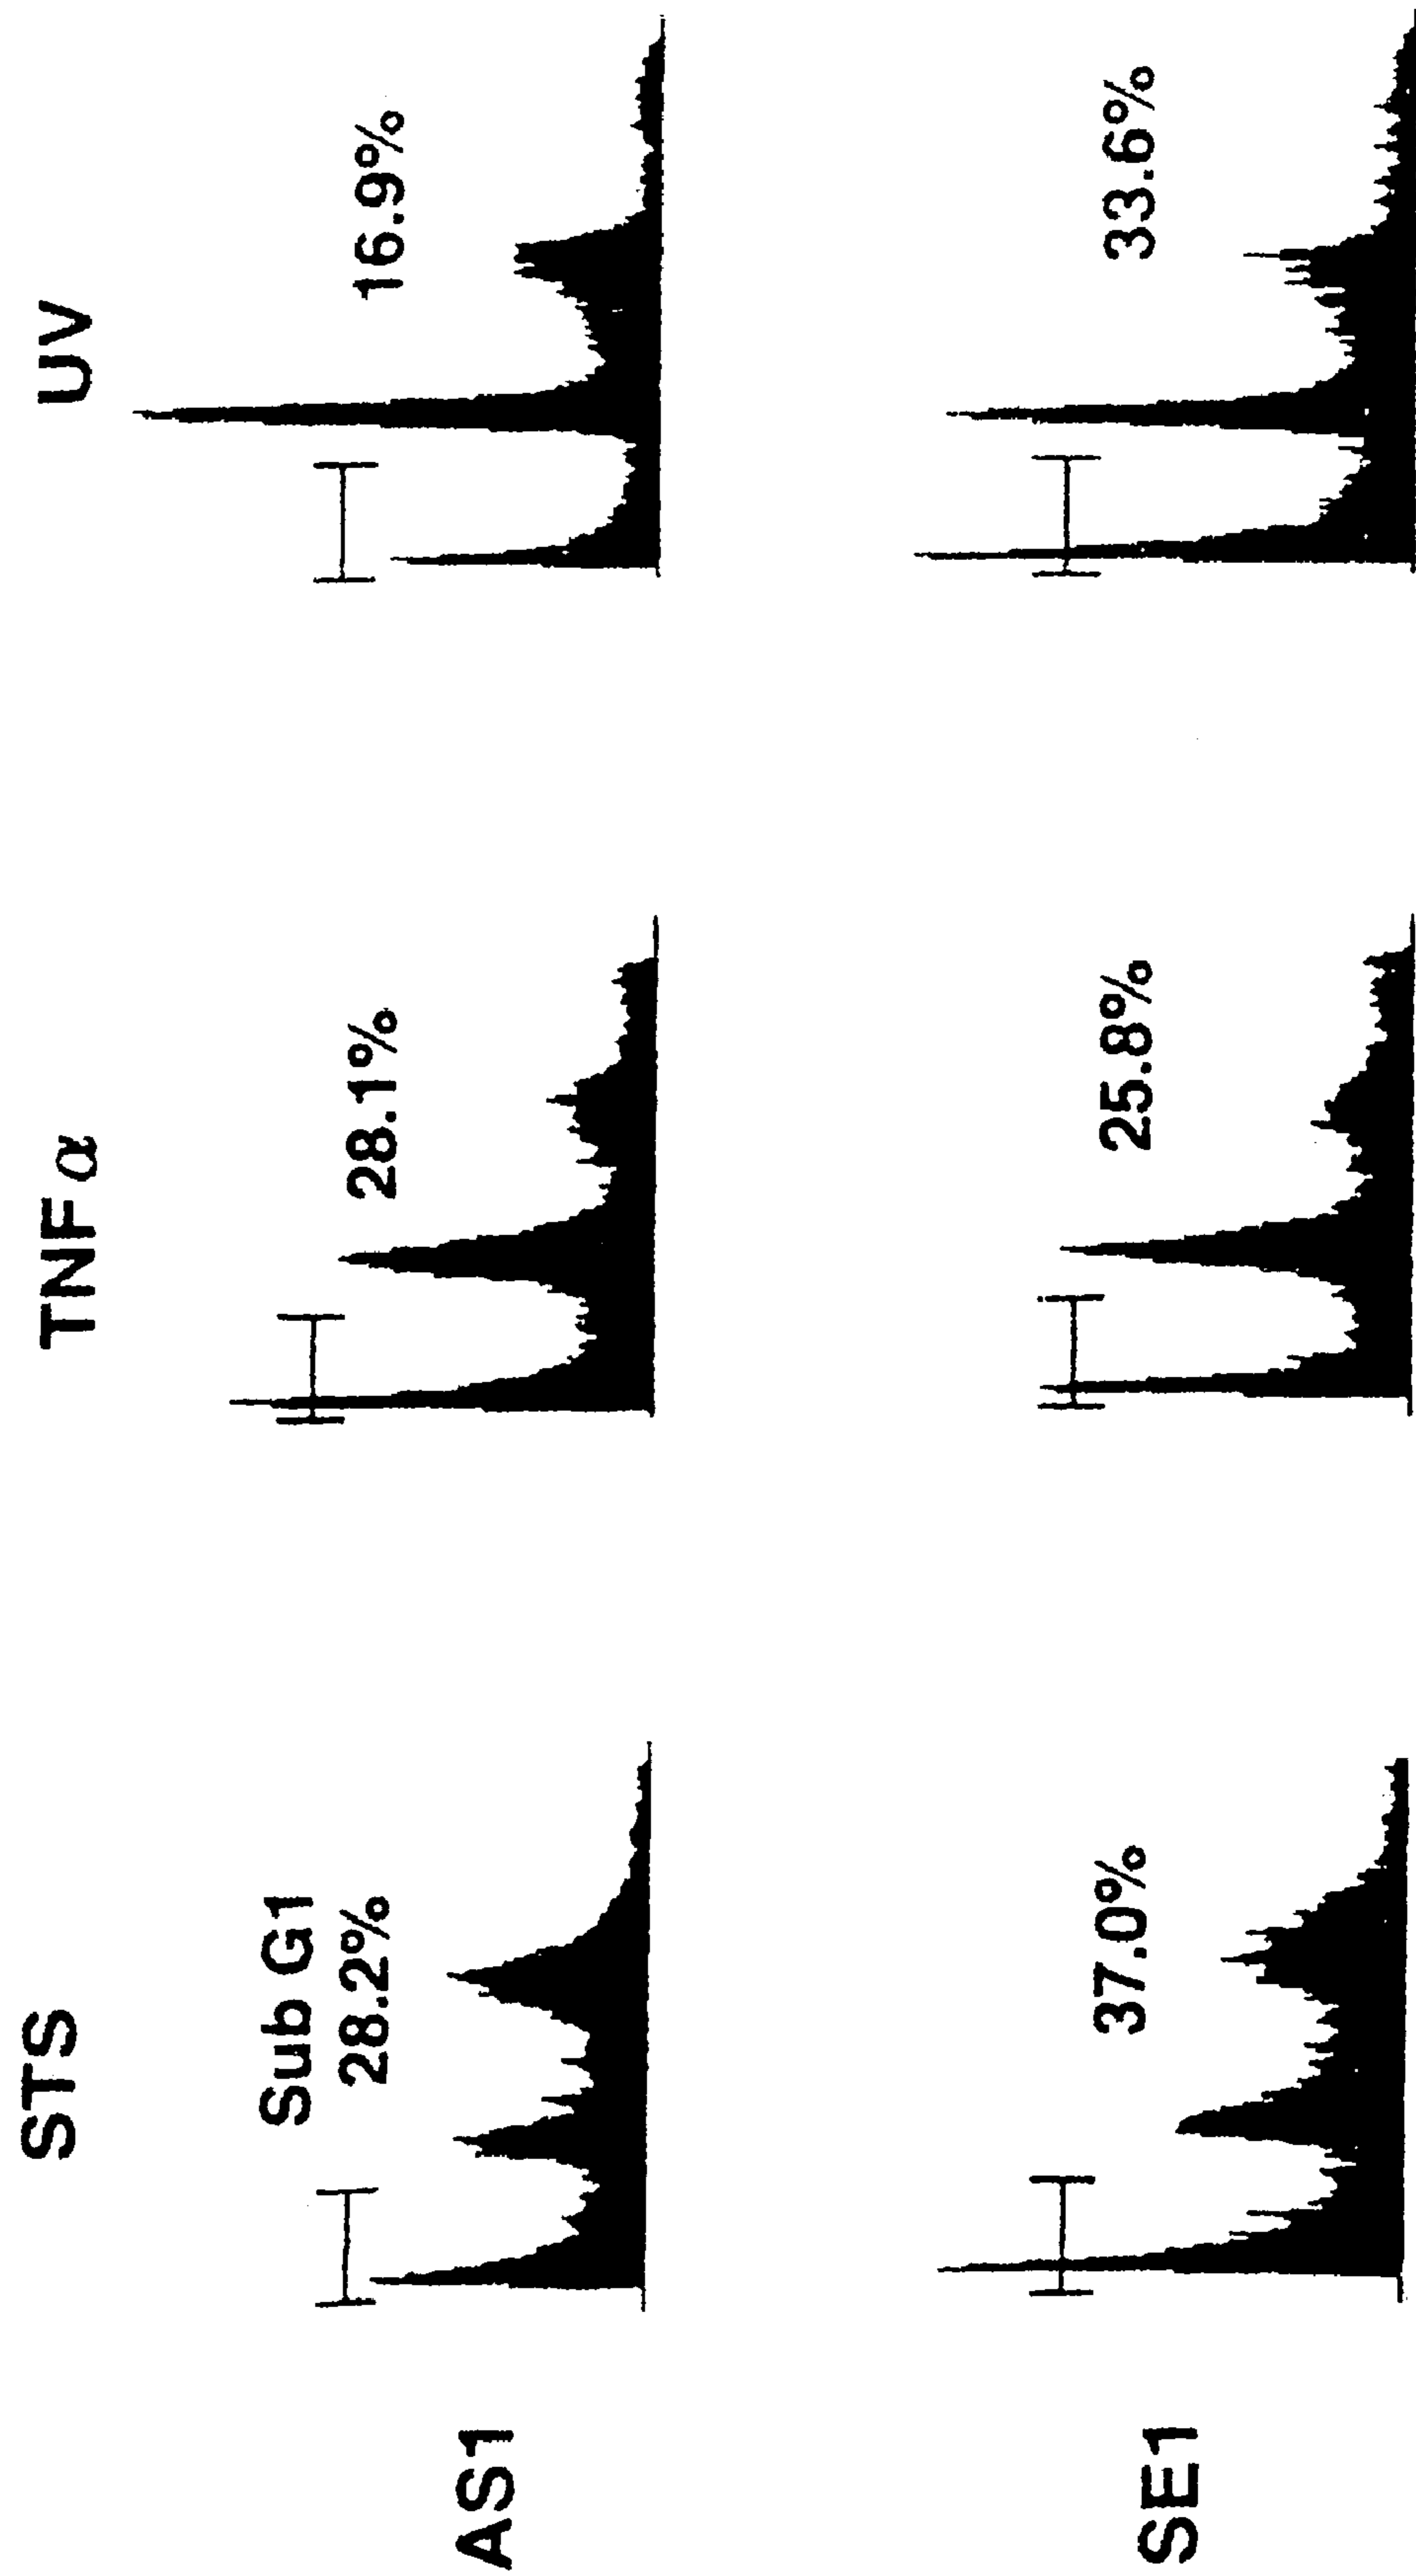 STS TNFα UV
Sub G1
AS1 28.2% 28.1% 16.9%
SE1 37.0% 25.8% 33.6%